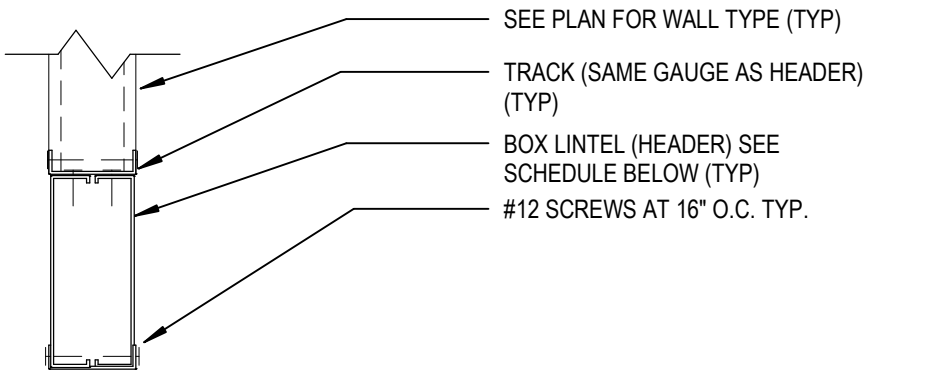 SEE PLAN FOR WALL TYPE (TYP)
TRACK (SAME GAUGE AS HEADER)
(TYP)
BOX LINTEL (HEADER) SEE
SCHEDULE BELOW (TYP)
#12 SCREWS AT 16" O.C. TYP.